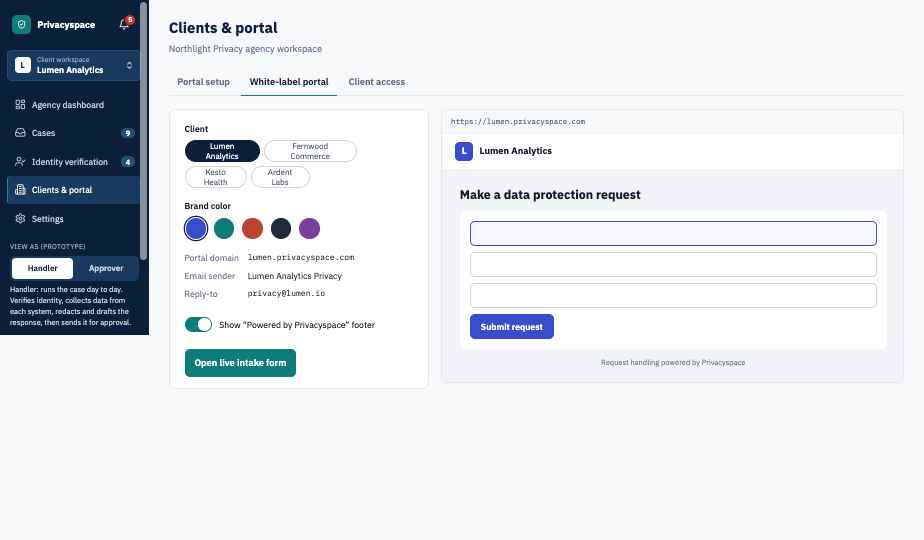 Privacyspace
5
L
Client workspace
Lumen Analytics
Agency dashboard
Cases
9
Identity verification
4
Clients & portal
Settings
VIEW AS (PROTOTYPE)
Handler
Approver
Handler: runs the case day to day.
Verifies identity, collects data from
each system, redacts and drafts the
response, then sends it for approval.
Clients & portal
Northlight Privacy agency workspace
Portal setup
White-label portal
Client access
Client
Lumen
Analytics
Fernwood
Commerce
Kesto
Health
Ardent
Labs
Brand color
Portal domain lumen.privacyspace.com
Email sender Lumen Analytics Privacy
Reply-to privacy@lumen.io
Show "Powered by Privacyspace" footer
Open live intake form
https://lumen.privacyspace.com
L
Lumen Analytics
Make a data protection request
Submit request
Request handling powered by Privacyspace